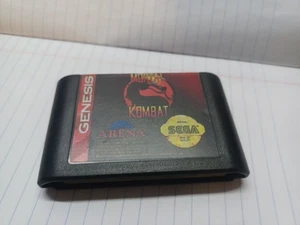 GENESIS
MORTAL
KOMBAT
ARENA
SEGA